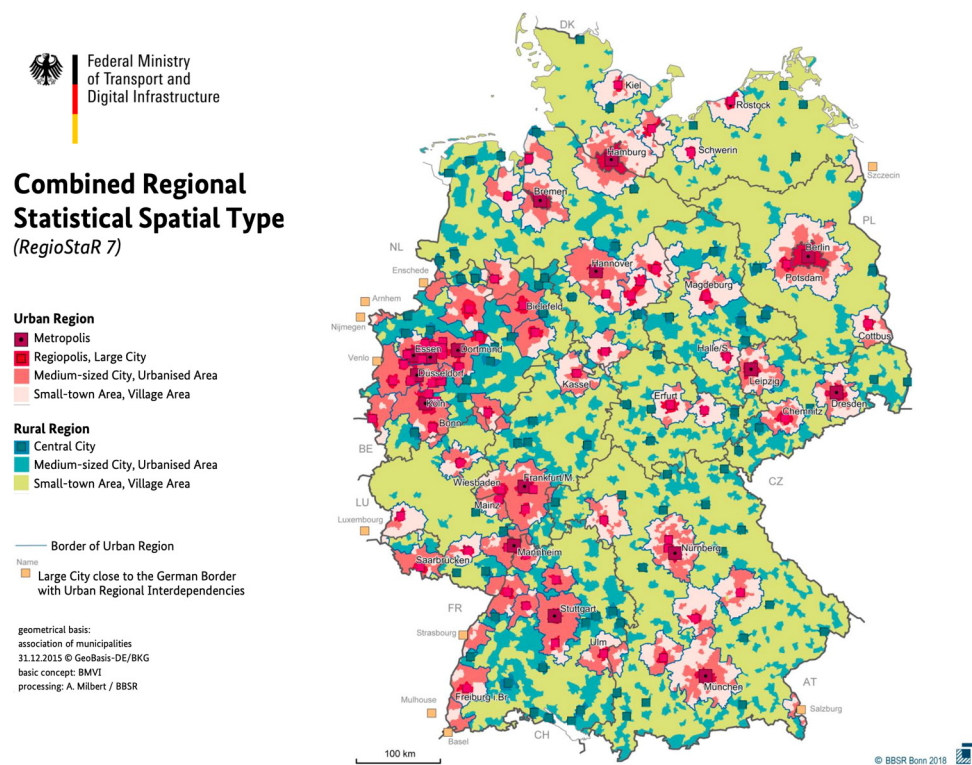 Federal Ministry
of Transport and
Digital Infrastructure
Combined Regional
Statistical Spatial Type
(RegioStaR 7)
Urban Region
Metropolis
Regiopolis, Large City
Medium-sized City, Urbanised Area
Small-town Area, Village Area
Rural Region
Central City
Medium-sized City, Urbanised Area
Small-town Area, Village Area
Border of Urban Region
Name
Large City close to the German Border
with Urban Regional Interdependencies
geometrical basis:
association of municipalities
31.12.2015 © GeoBasis-DE/BKG
basic concept: BMVI
processing: A. Milbert / BBSR
DK
Kiel
Rostock
Hamburg
Schwerin
Szczecin
Bremen
PL
NL
Berlin
Enschede
Hannover
Potsdam
Magdeburg
Arnhem
Bielefeld
Nijmegen
Cottbus
Essen
Dortmund
Halle/S.
Venlo
Düsseldorf
Leipzig
Kassel
Erfurt
Köln
Dresden
Chemnitz
Bonn
BE
Wiesbaden
Frankfurt/M.
CZ
LU
Mainz
Luxembourg
Nürnberg
Mannheim
Saarbrücken
FR
Stuttgart
Strasbourg
Ulm
AT
München
Freiburg i.Br.
Mulhouse
Salzburg
CH
Basel
100 km
© BBSR Bonn 2018